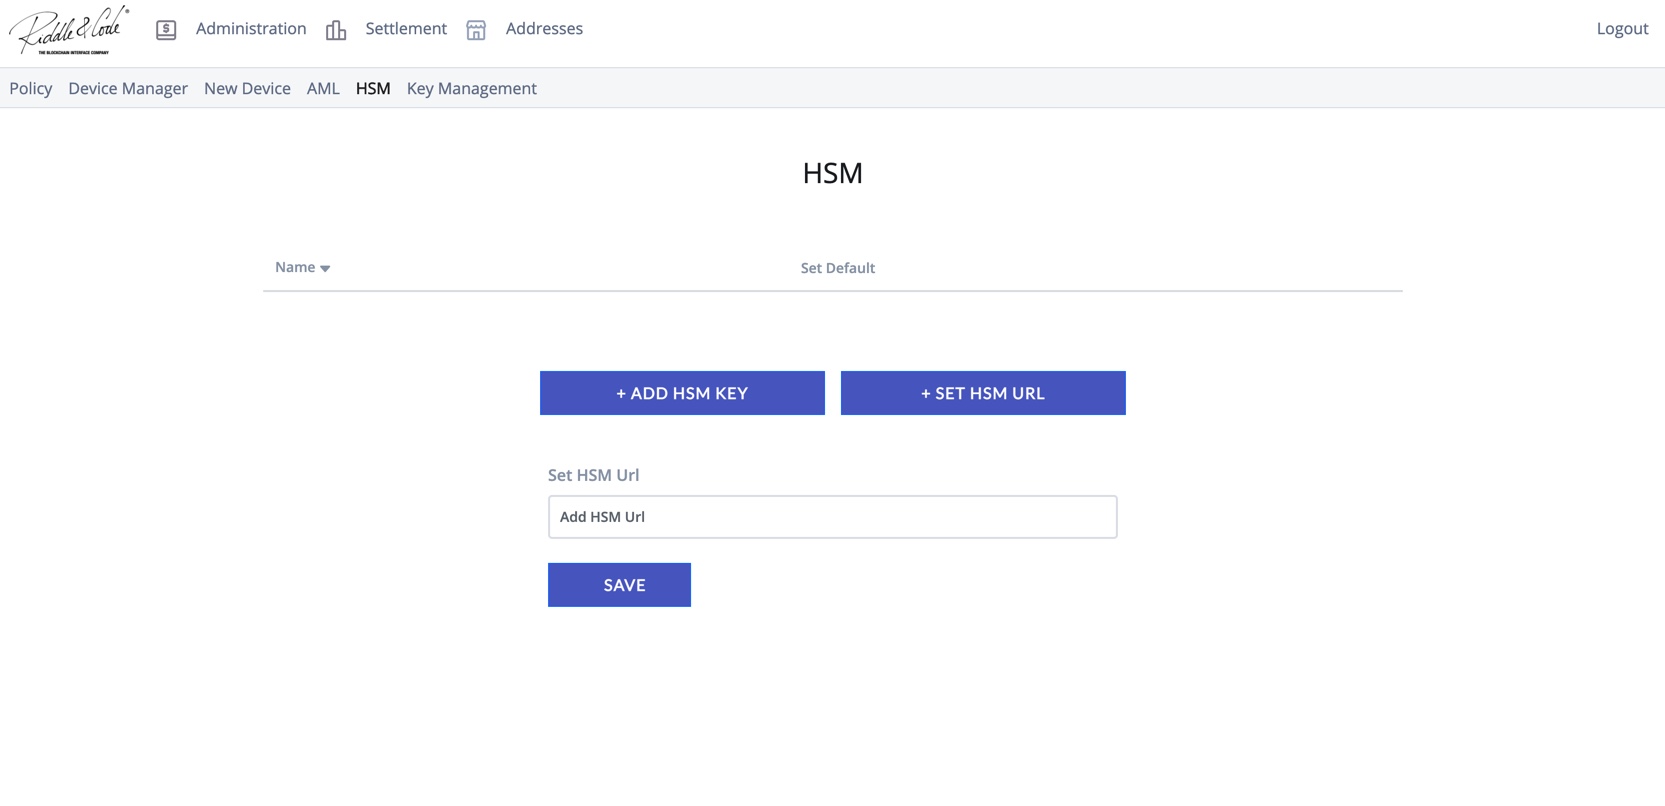 Riddle & Code®
THE BLOCKCHAIN INTERFACE COMPANY
Administration Settlement Addresses Logout
Policy Device Manager New Device AML HSM Key Management
HSM
Name Set Default
+ ADD HSM KEY + SET HSM URL
Set HSM Url
Add HSM Url
SAVE